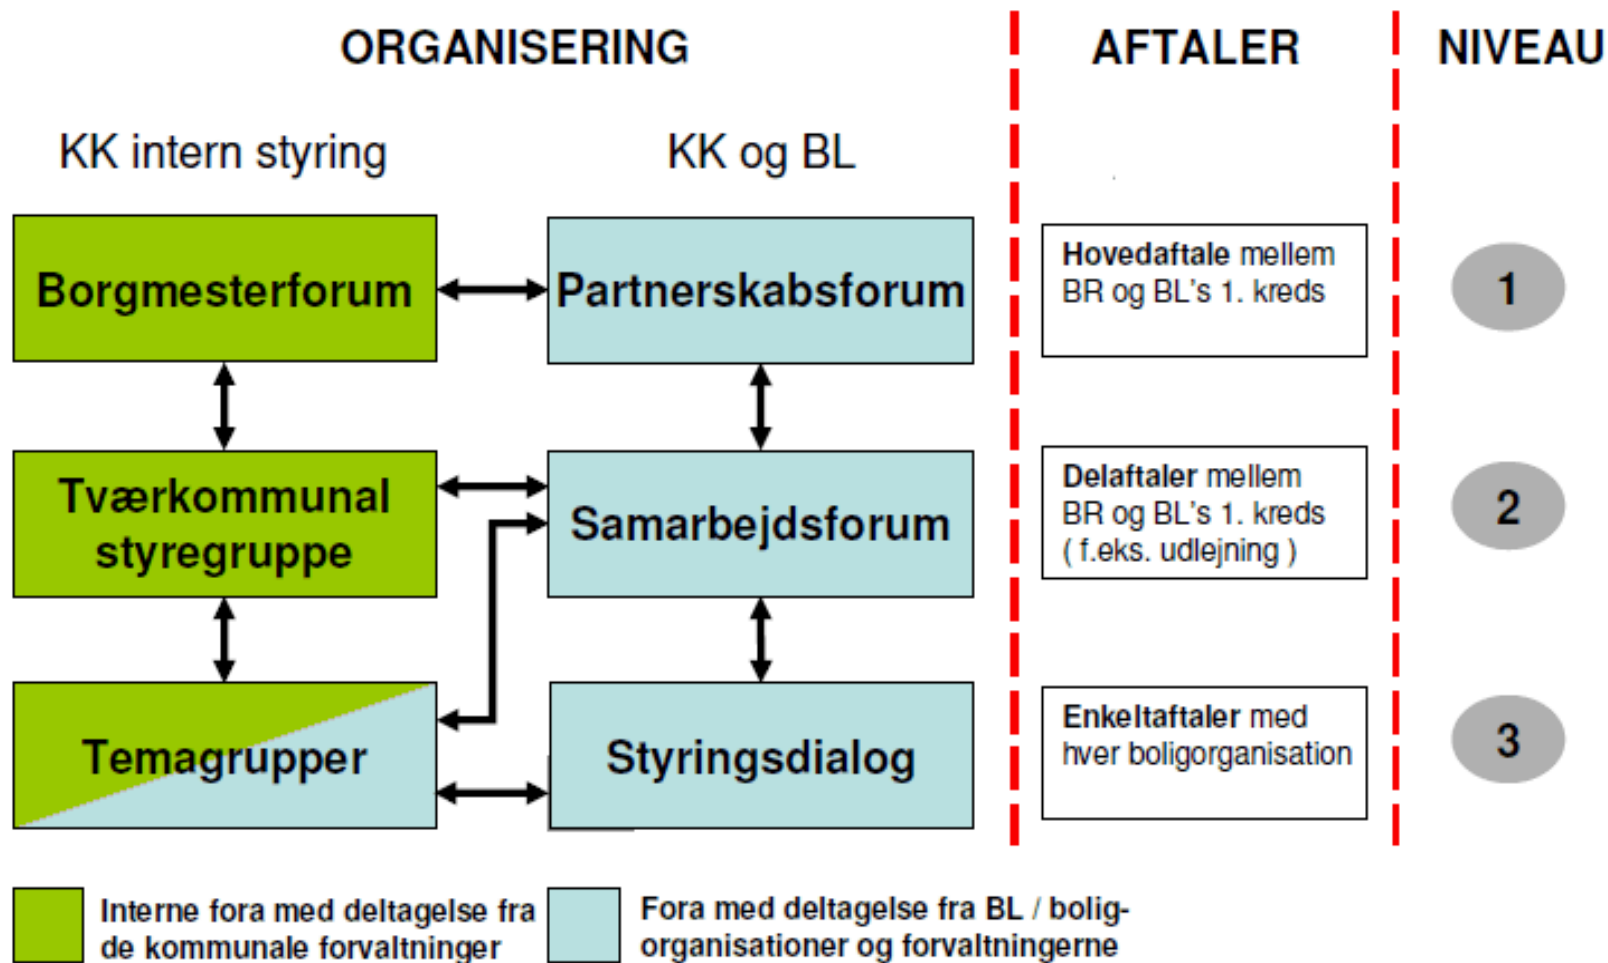 ORGANISERING
AFTALER
NIVEAU
KK intern styring
KK og BL
Borgmesterforum
Partnerskabsforum
Hovedaftale mellem
BR og BL's 1. kreds
1
Tværkommunal
styregruppe
Samarbejdsforum
Delaftaler mellem
BR og BL's 1. kreds
( f.eks. udlejning )
2
Temagrupper
Styringsdialog
Enkeltaftaler med
hver boligorganisation
3
Interne fora med deltagelse fra
de kommunale forvaltninger
Fora med deltagelse fra BL / bolig-
organisationer og forvaltningerne